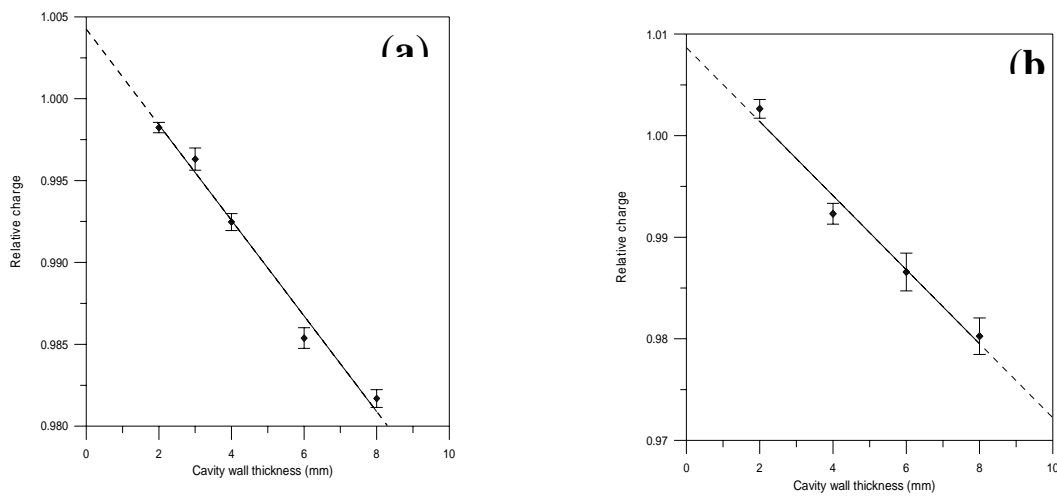 (a)
1.005
1.000
0.995
0.990
0.985
0.980
Relative charge
0 2 4 6 8 10
Cavity wall thickness (mm)
(b
1.01
1.00
0.99
0.98
0.97
Relative charge
0 2 4 6 8 10
Cavity wall thickness (mm)